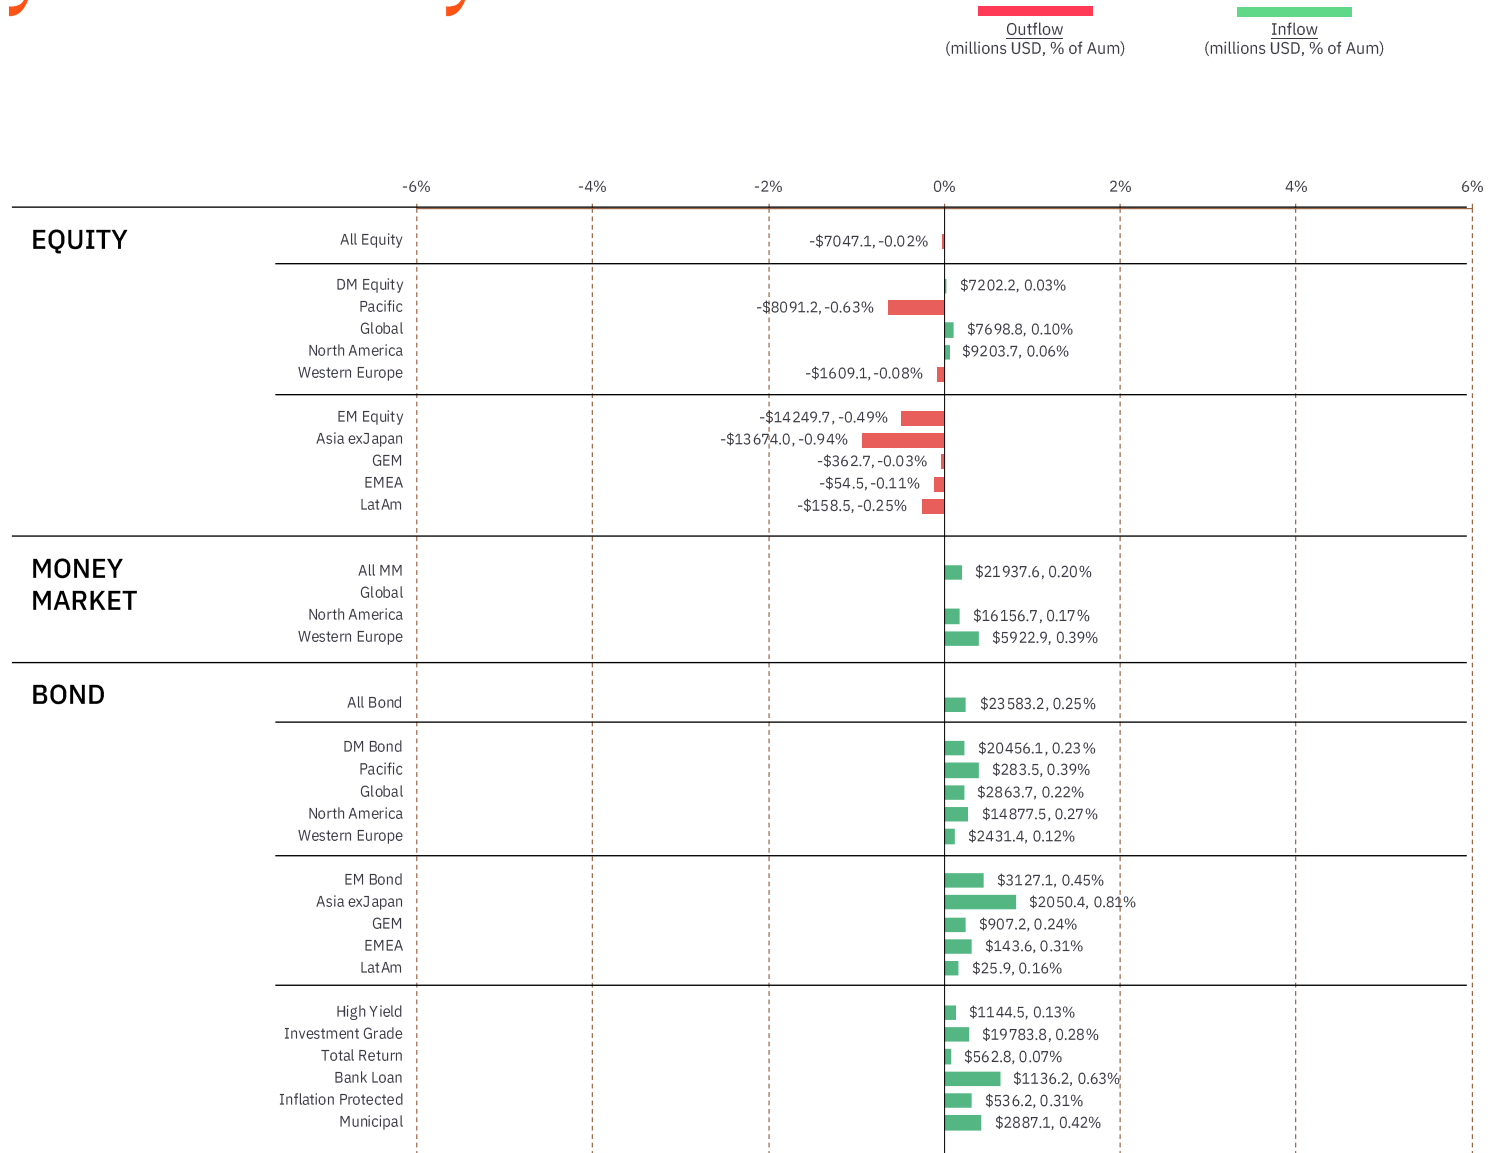 Outflow
(millions USD, % of Aum)
Inflow
(millions USD, % of Aum)
-6% -4% -2% 0% 2% 4% 6%
EQUITY
All Equity -$7047.1, -0.02%
DM Equity $7202.2, 0.03%
Pacific -$8091.2, -0.63%
Global $7698.8, 0.10%
North America $9203.7, 0.06%
Western Europe -$1609.1, -0.08%
EM Equity -$14249.7, -0.49%
Asia exJapan -$13674.0, -0.94%
GEM -$362.7, -0.03%
EMEA -$54.5, -0.11%
LatAm -$158.5, -0.25%
MONEY
MARKET
All MM $21937.6, 0.20%
Global
North America $16156.7, 0.17%
Western Europe $5922.9, 0.39%
BOND
All Bond $23583.2, 0.25%
DM Bond $20456.1, 0.23%
Pacific $283.5, 0.39%
Global $2863.7, 0.22%
North America $14877.5, 0.27%
Western Europe $2431.4, 0.12%
EM Bond $3127.1, 0.45%
Asia exJapan $2050.4, 0.81%
GEM $907.2, 0.24%
EMEA $143.6, 0.31%
LatAm $25.9, 0.16%
High Yield $1144.5, 0.13%
Investment Grade $19783.8, 0.28%
Total Return $562.8, 0.07%
Bank Loan $1136.2, 0.63%
Inflation Protected $536.2, 0.31%
Municipal $2887.1, 0.42%